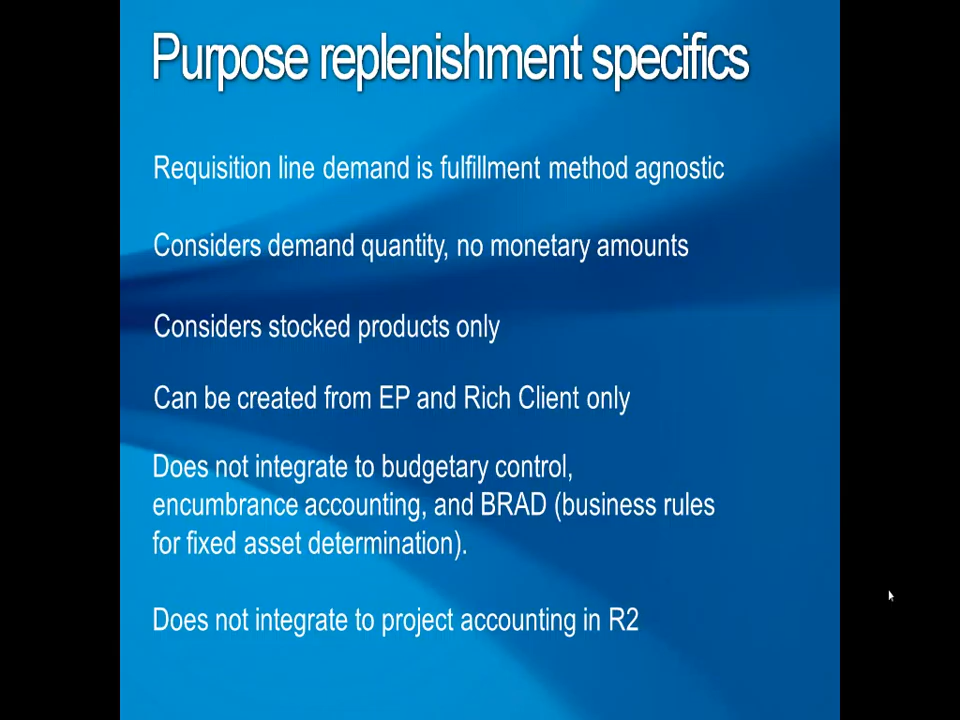 Purpose replenishment specifics
Requisition line demand is fulfillment method agnostic
Considers demand quantity, no monetary amounts
Considers stocked products only
Can be created from EP and Rich Client only
Does not integrate to budgetary control,
encumbrance accounting, and BRAD (business rules
for fixed asset determination).
Does not integrate to project accounting in R2